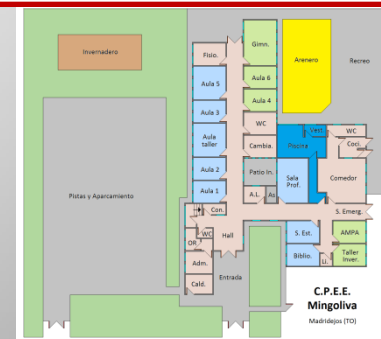 Invernadero
Fisio.
Gimn.
Arenero
Recreo
Aula 5
Aula 6
Aula 3
Aula 4
Aula
taller
WC
Vest.
WC
Cambia.
Piscina
Coci.
Aula 2
Patio In.
Sala
Prof.
Comedor
Pistas y Aparcamiento
Aula 1
A.L.
As.
Con.
S. Emerg.
WC
Hall
S. Ext.
AMPA
OR.
Adm.
Biblio.
Li.
Taller
Inver.
Cald.
Entrada
C.P.E.E.
Mingoliva
Madridejos (TO)